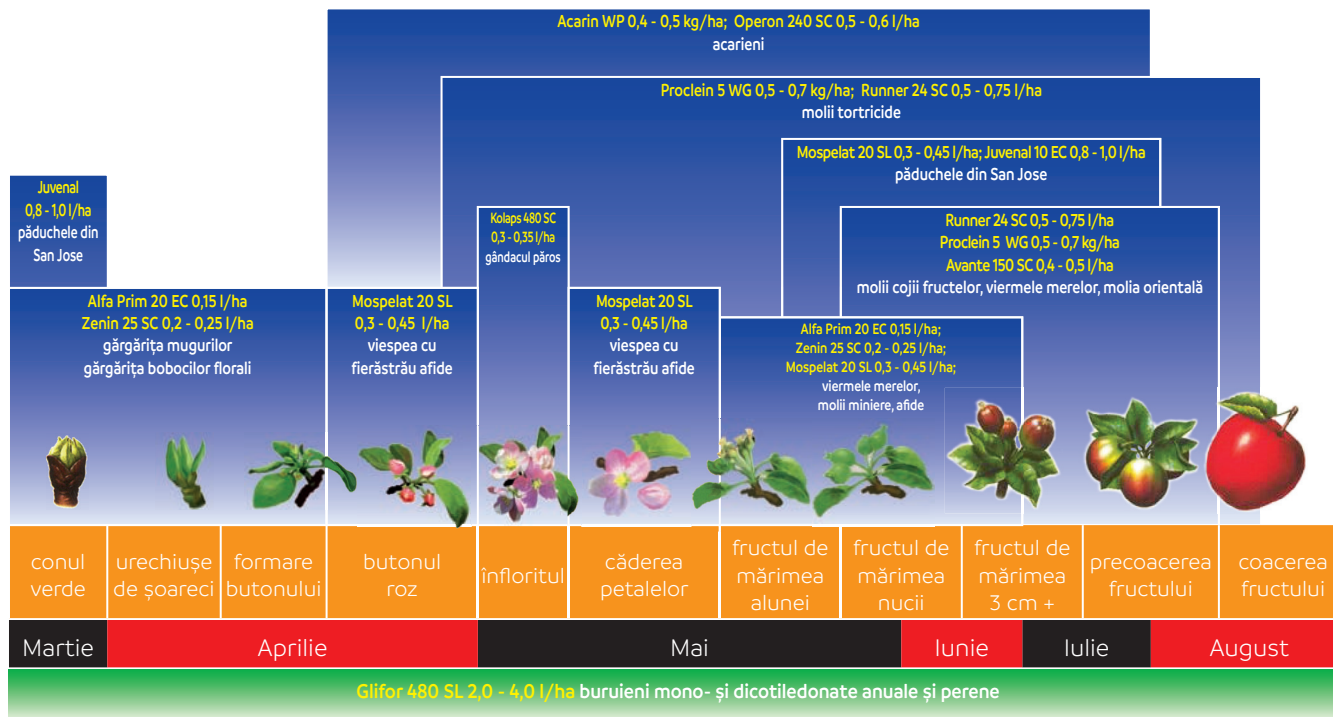 Acarin WP 0,4 - 0,5 kg/ha; Operon 240 SC 0,5 - 0,6 l/ha
acarieni
Proclein 5 WG 0,5 - 0,7 kg/ha; Runner 24 SC 0,5 - 0,75 l/ha
molii tortricide
Mospelat 20 SL 0,3 - 0,45 l/ha; Juvenal 10 EC 0,8 - 1,0 l/ha
păduchele din San Jose
Juvenal
0,8 - 1,0 l/ha
păduchele din
San Jose
Kolaps 480 SC
0,3 - 0,35 l/ha
gândacul păros
Runner 24 SC 0,5 - 0,75 l/ha
Proclein 5 WG 0,5 - 0,7 kg/ha
Avante 150 SC 0,4 - 0,5 l/ha
molii cojii fructelor, viermele merelor, molia orientală
Alfa Prim 20 EC 0,15 l/ha
Zenin 25 SC 0,2 - 0,25 l/ha
gărgărița mugurilor
gărgărița bobocilor florali
Mospelat 20 SL
0,3 - 0,45 l/ha
viespea cu
fierăstrău afide
Mospelat 20 SL
0,3 - 0,45 l/ha
viespea cu
fierăstrău afide
Alfa Prim 20 EC 0,15 l/ha;
Zenin 25 SC 0,2 - 0,25 l/ha;
Mospelat 20 SL 0,3 - 0,45 l/ha;
viermele merelor,
molii miniere, afide
conul
verde
urechiușe
de șoareci
formare
butonului
butonul
roz
înfloritul
căderea
petalelor
fructul de
mărimea
alunei
fructul de
mărimea
nucii
fructul de
mărimea
3 cm +
precoacerea
fructului
coacerea
fructului
Martie
Aprilie
Mai
Iunie
Iulie
August
Glifor 480 SL 2,0 - 4,0 l/ha buruieni mono- și dicotiledonate anuale și perene